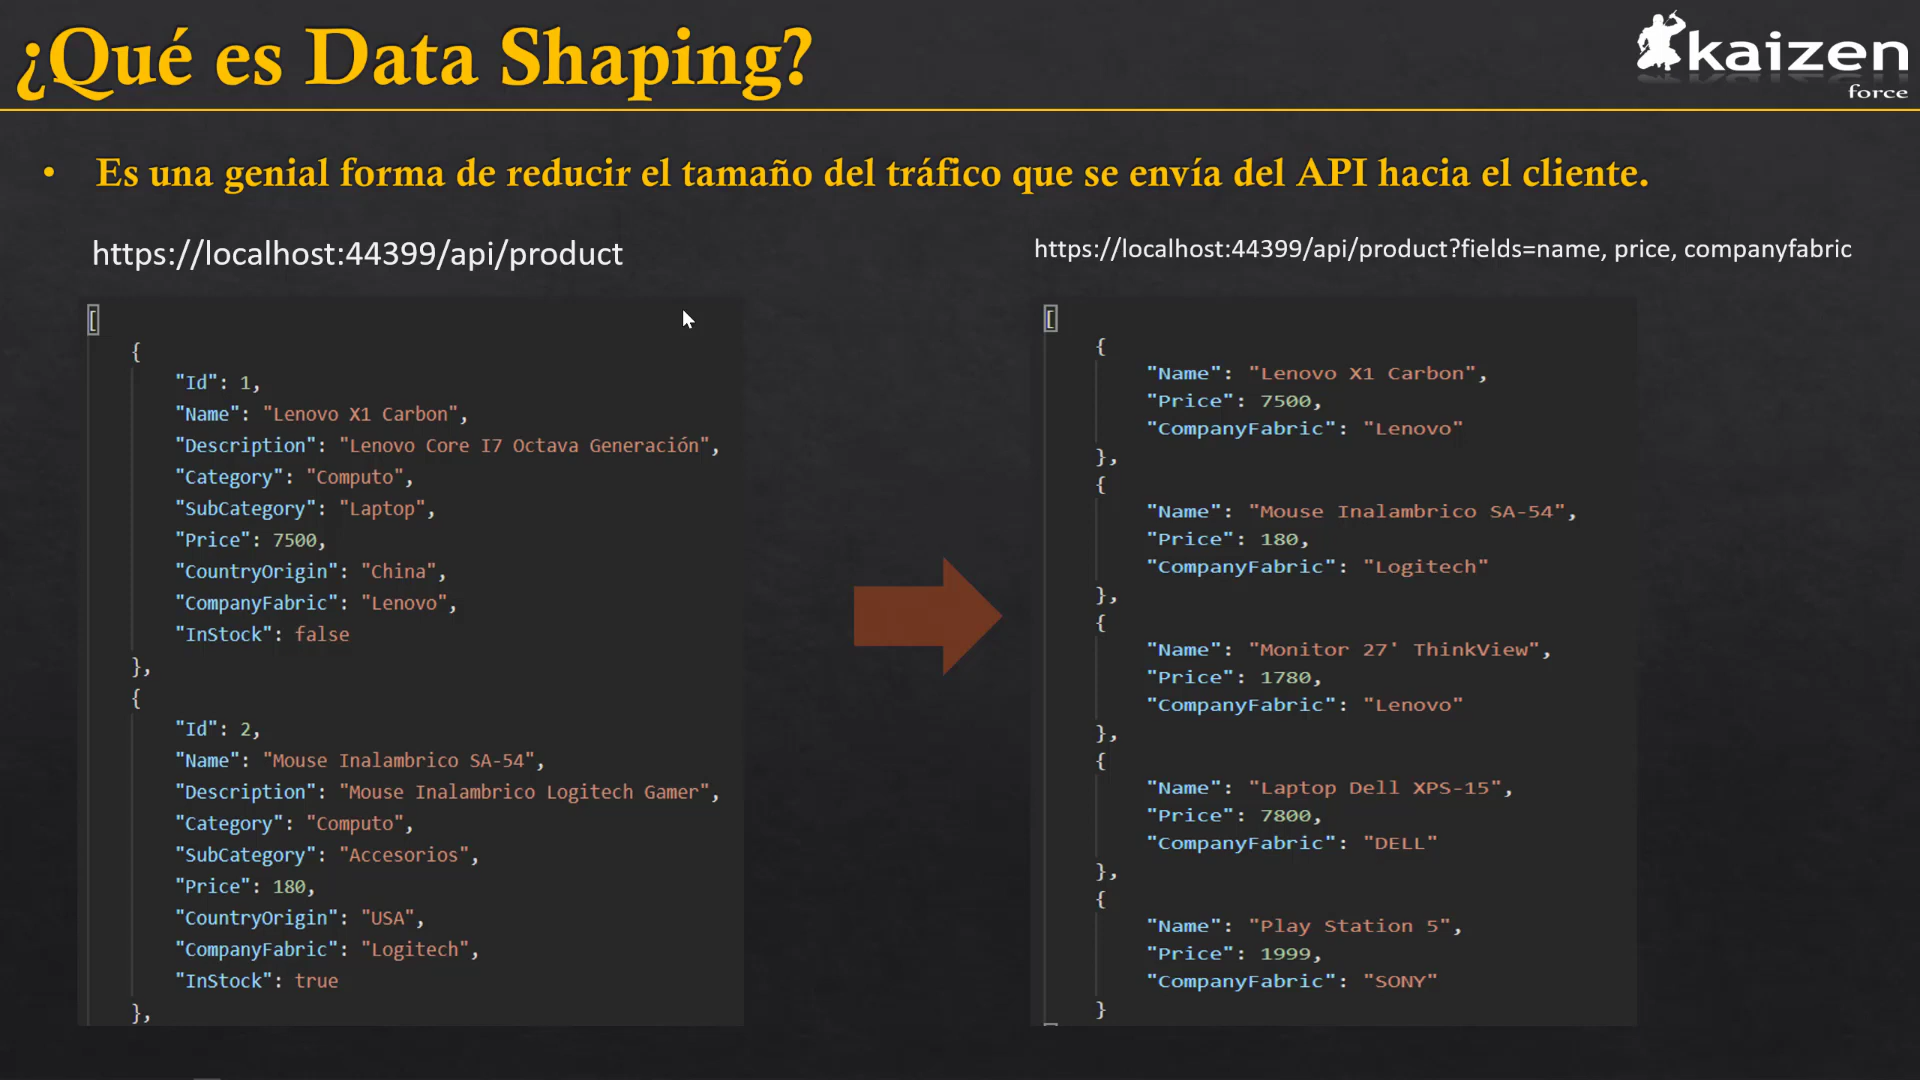 ¿Qué es Data Shaping?
kaizen
force
• Es una genial forma de reducir el tamaño del tráfico que se envía del API hacia el cliente.
https://localhost:44399/api/product
[
{
"Id": 1,
"Name": "Lenovo X1 Carbon",
"Description": "Lenovo Core I7 Octava Generación",
"Category": "Computo",
"SubCategory": "Laptop",
"Price": 7500,
"CountryOrigin": "China",
"CompanyFabric": "Lenovo",
"InStock": false
},
{
"Id": 2,
"Name": "Mouse Inalambrico SA-54",
"Description": "Mouse Inalambrico Logitech Gamer",
"Category": "Computo",
"SubCategory": "Accesorios",
"Price": 180,
"CountryOrigin": "USA",
"CompanyFabric": "Logitech",
"InStock": true
},
https://localhost:44399/api/product?fields=name, price, companyfabric
[
{
"Name": "Lenovo X1 Carbon",
"Price": 7500,
"CompanyFabric": "Lenovo"
},
{
"Name": "Mouse Inalambrico SA-54",
"Price": 180,
"CompanyFabric": "Logitech"
},
{
"Name": "Monitor 27' ThinkView",
"Price": 1780,
"CompanyFabric": "Lenovo"
},
{
"Name": "Laptop Dell XPS-15",
"Price": 7800,
"CompanyFabric": "DELL"
},
{
"Name": "Play Station 5",
"Price": 1999,
"CompanyFabric": "SONY"
}